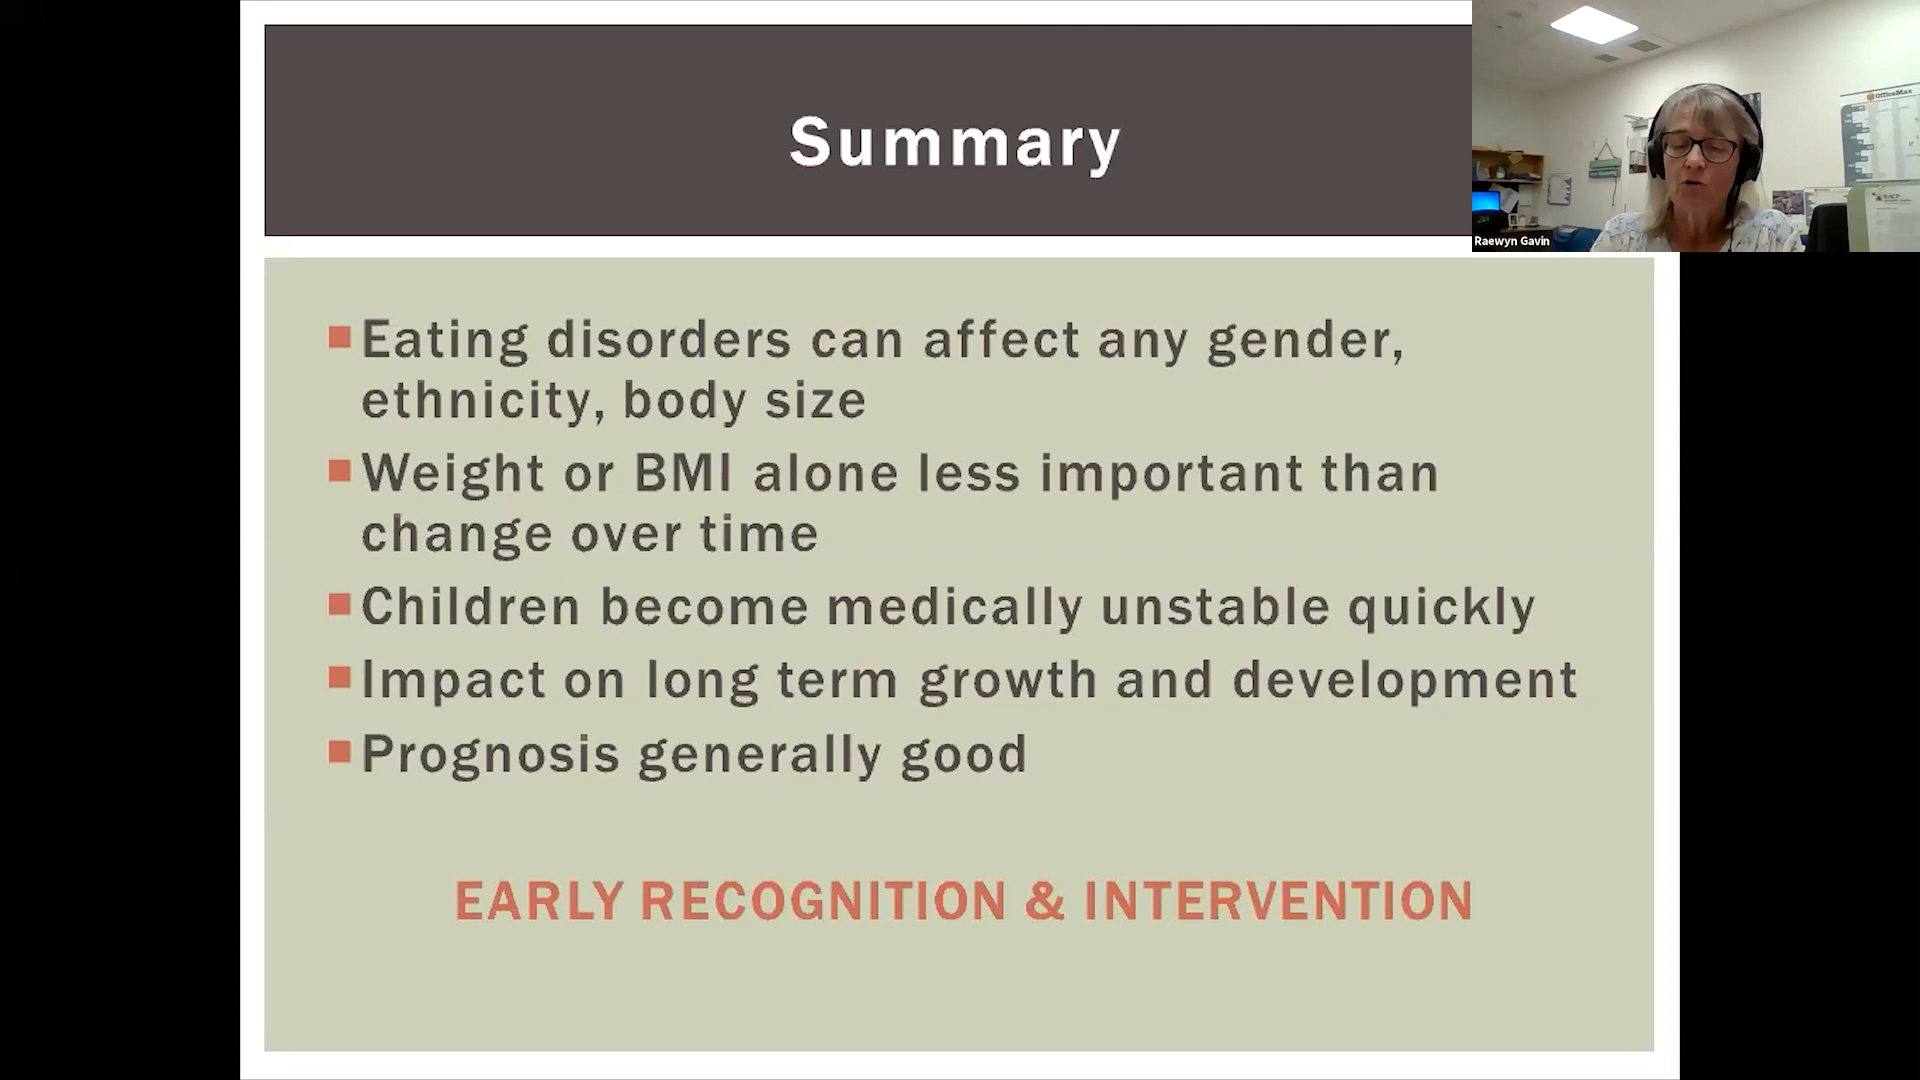 Summary
OfficeMax
RACP
Raewyn Gavin
Eating disorders can affect any gender,
ethnicity, body size
Weight or BMI alone less important than
change over time
Children become medically unstable quickly
Impact on long term growth and development
Prognosis generally good
EARLY RECOGNITION & INTERVENTION